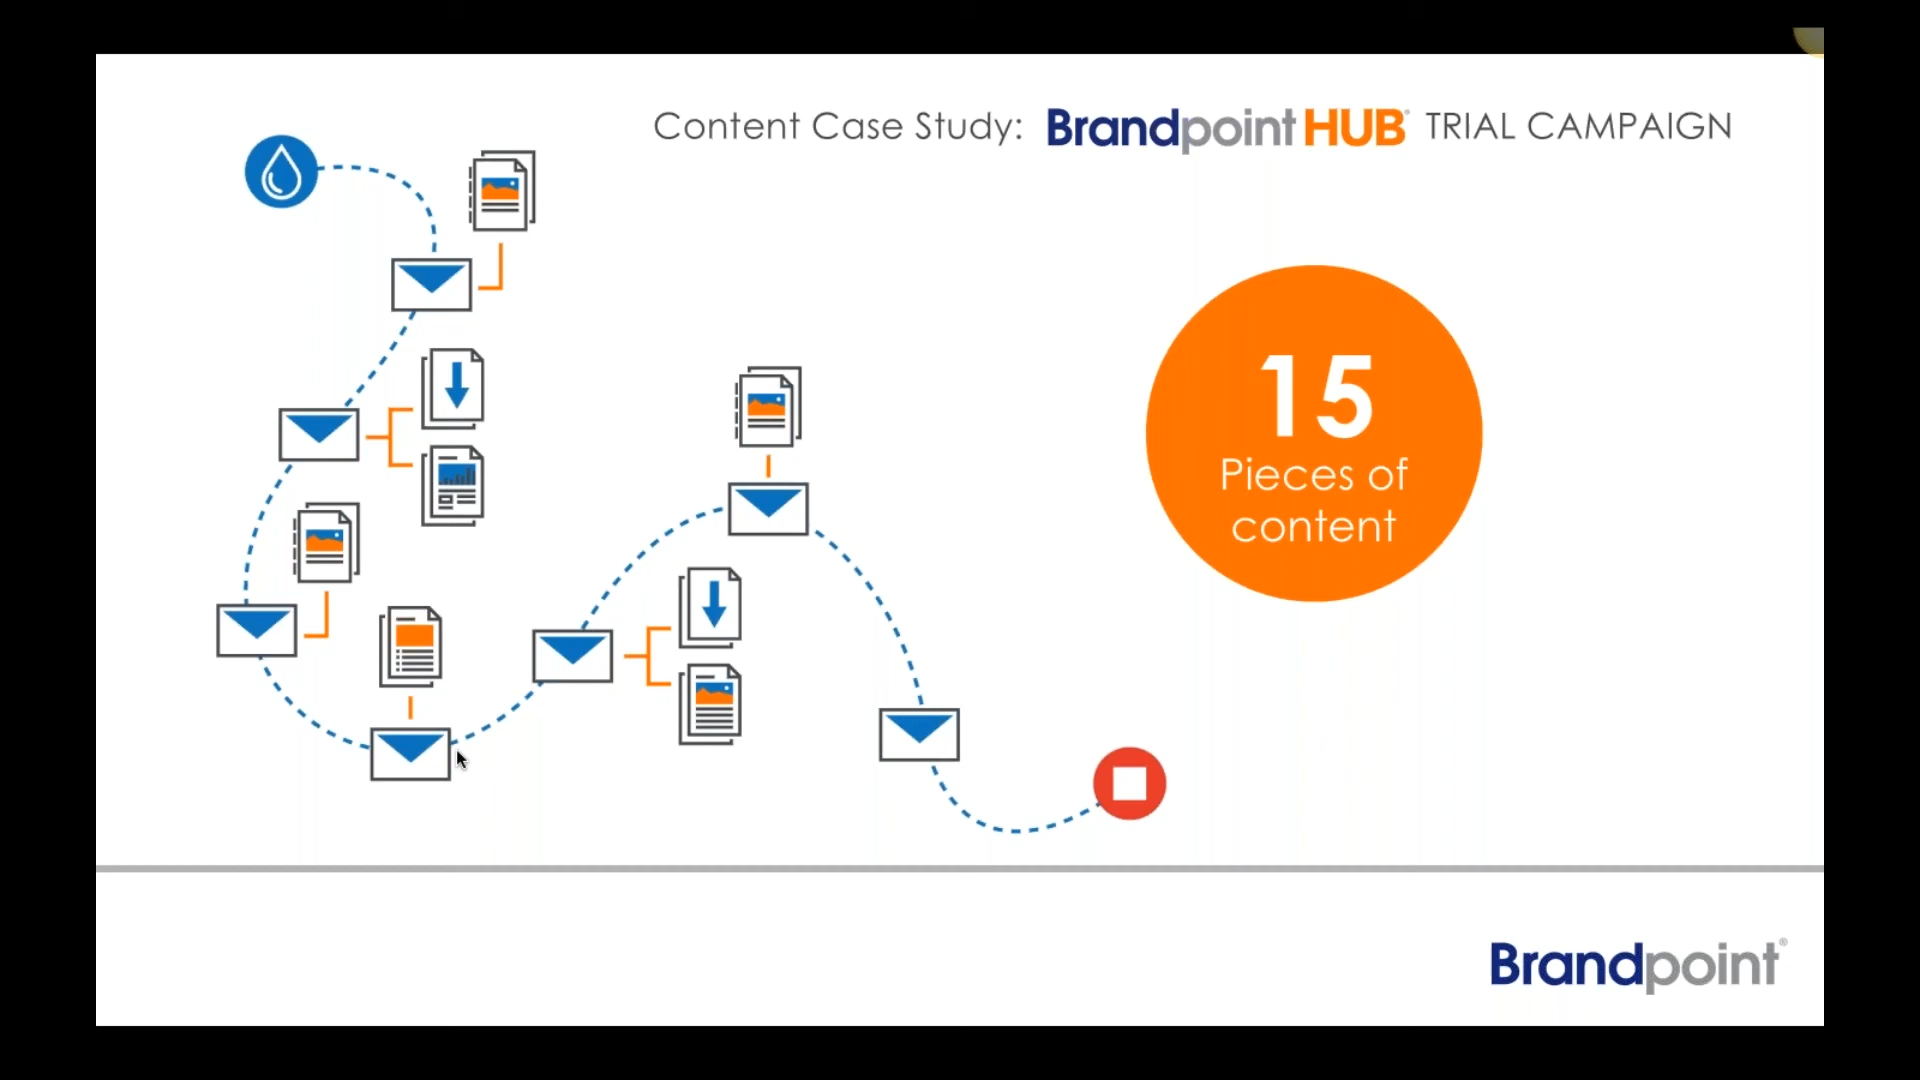 Content Case Study: Brandpoint HUB® TRIAL CAMPAIGN
15
Pieces of
content
Brandpoint®